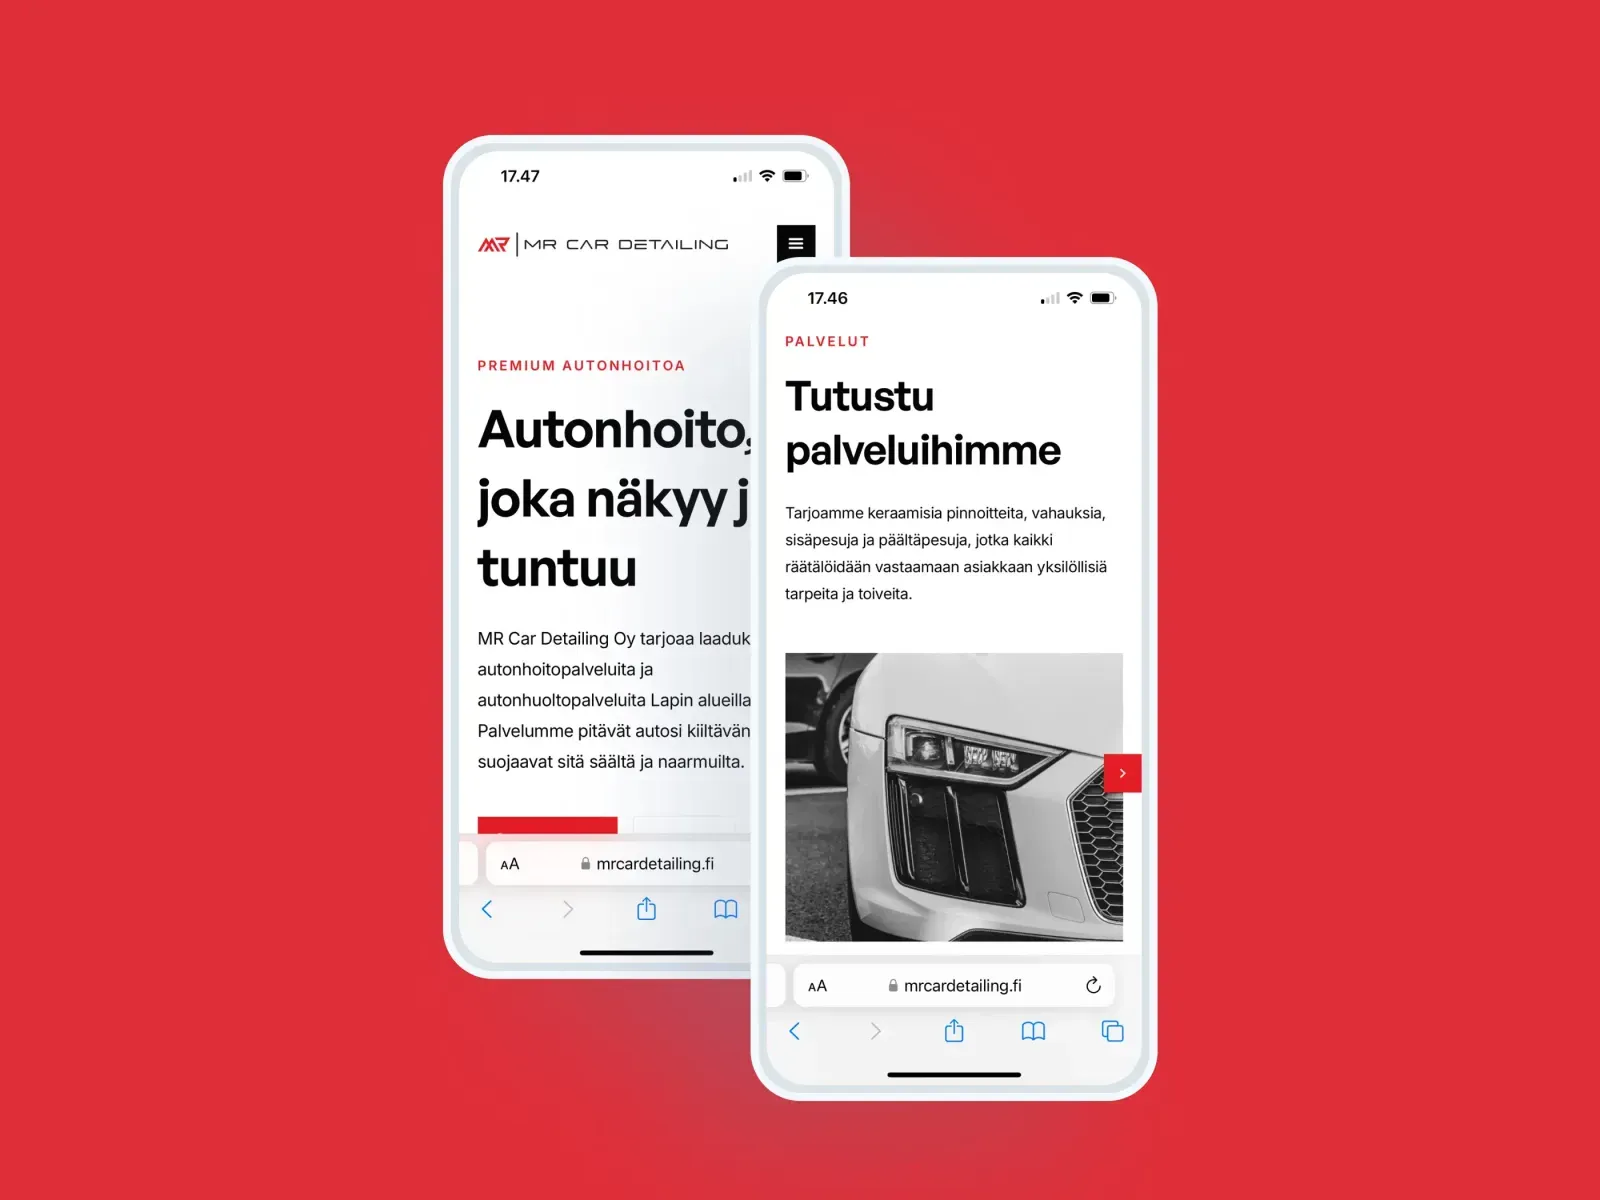 17.47
MR | MR CAR DETAILING
PREMIUM AUTONHOITOA
Autonhoito,
joka näkyy j
tuntuu
MR Car Detailing Oy tarjoaa laaduk
autonhoitopalveluita ja
autonhuoltopalveluita Lapin alueilla
Palvelumme pitävät autosi kiiltävän
suojaavat sitä säältä ja naarmuilta.
AA mrcardetailing.fi
17.46
PALVELUT
Tutustu
palveluihimme
Tarjoamme keraamisia pinnoitteita, vahauksia,
sisäpesuja ja päältäpesuja, jotka kaikki
räätälöidään vastaamaan asiakkaan yksilöllisiä
tarpeita ja toiveita.
AA mrcardetailing.fi